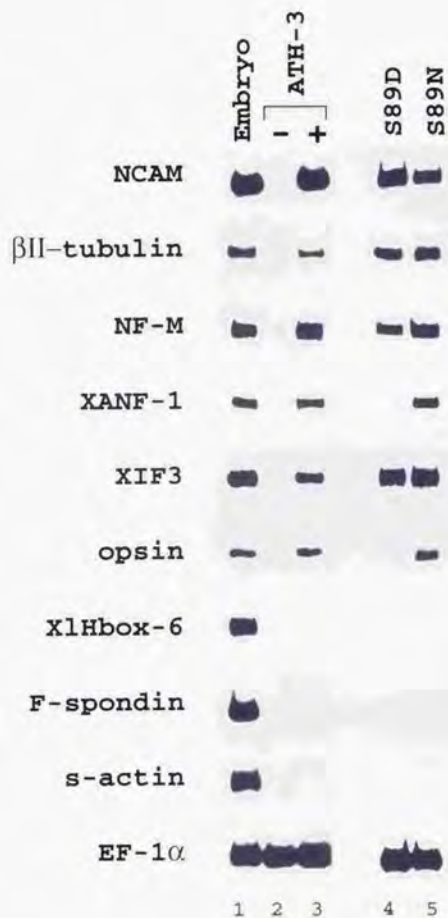 ATH-3
Embryo - + S89D S89N
NCAM
βII-tubulin
NF-M
XANF-1
XIF3
opsin
XlHbox-6
F-spondin
s-actin
EF-1α
1 2 3 4 5